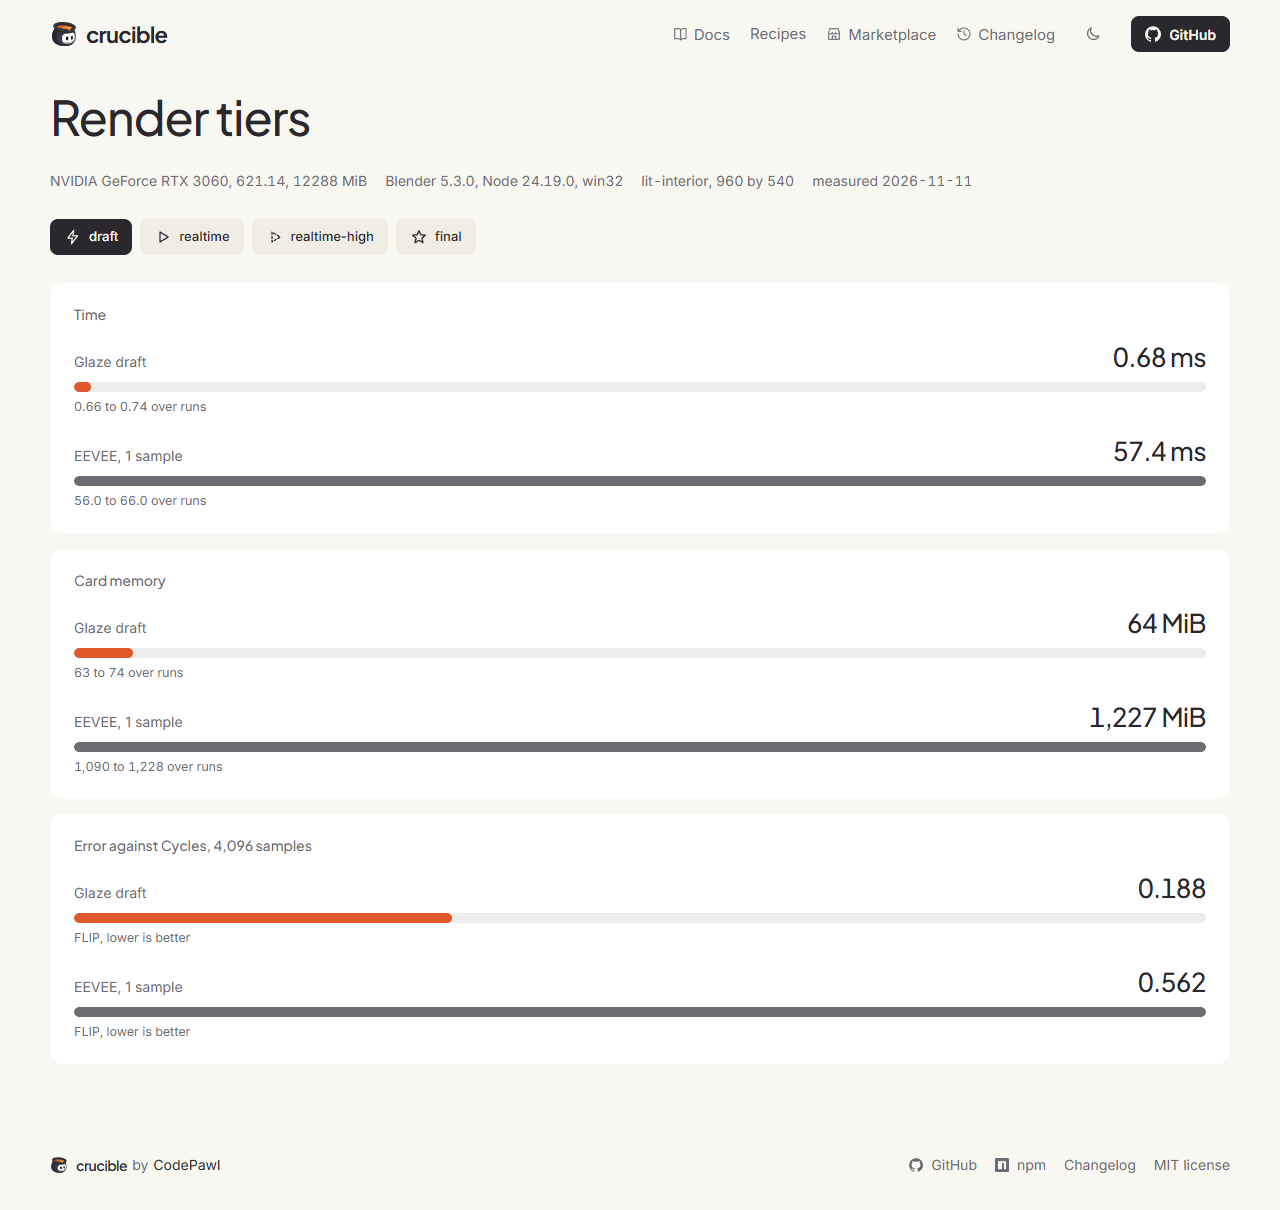 crucible
Docs Recipes Marketplace Changelog GitHub
Render tiers
NVIDIA GeForce RTX 3060, 621.14, 12288 MiB Blender 5.3.0, Node 24.19.0, win32 lit-interior, 960 by 540 measured 2026-11-11
draft realtime realtime-high final
Time
Glaze draft 0.68 ms
0.66 to 0.74 over runs
EEVEE, 1 sample 57.4 ms
56.0 to 66.0 over runs
Card memory
Glaze draft 64 MiB
63 to 74 over runs
EEVEE, 1 sample 1,227 MiB
1,090 to 1,228 over runs
Error against Cycles, 4,096 samples
Glaze draft 0.188
FLIP, lower is better
EEVEE, 1 sample 0.562
FLIP, lower is better
crucible by CodePawl GitHub npm Changelog MIT license